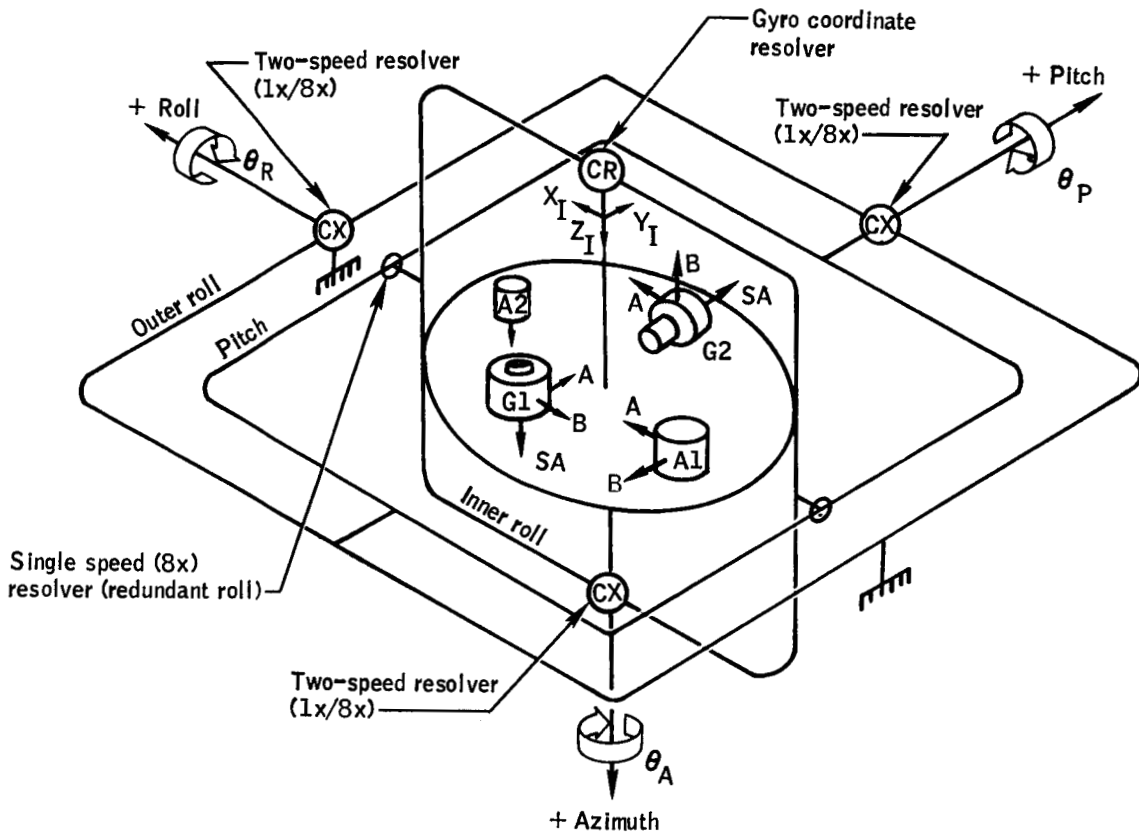 Gyro coordinate
resolver
Two-speed resolver
(1x/8x)
+ Pitch
+ Roll
Two-speed resolver
(1x/8x)
θR
θP
CR
CX
CX
XI
YI
ZI
B
A
SA
A2
G2
Outer roll
Pitch
A
G1
B
A
SA
A1
B
Inner roll
Single speed (8x)
resolver (redundant roll)
CX
Two-speed resolver
(1x/8x)
θA
+ Azimuth